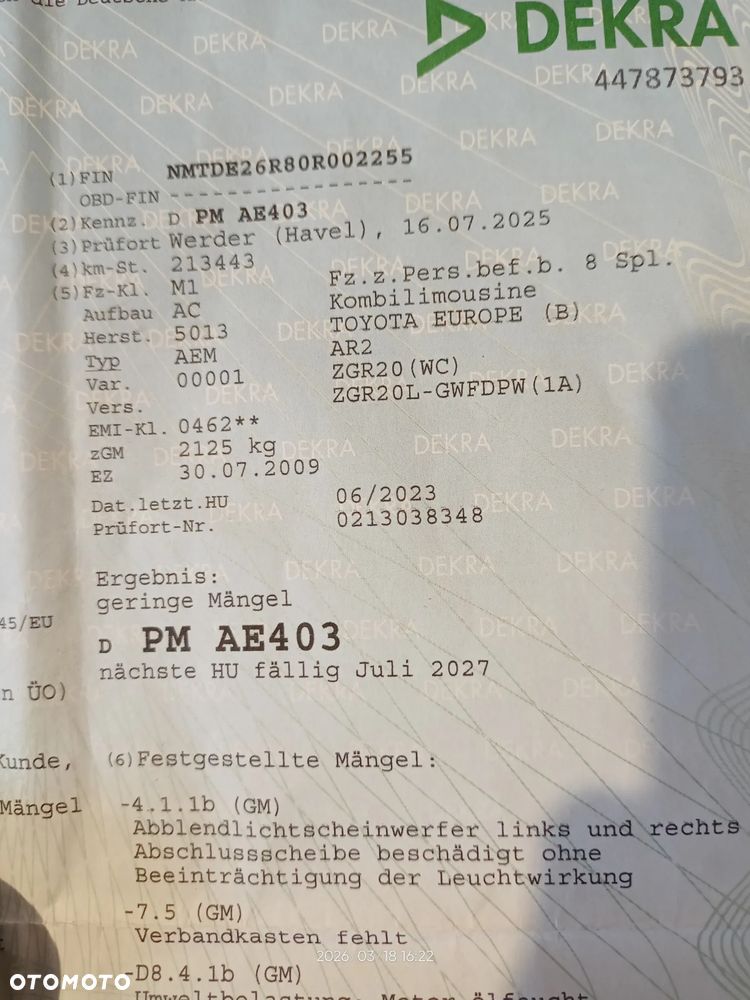 DEKRA
447873793
(1) FIN NMTDE26R80R002255
OBD-FIN - - - - - - - - - - - - - - - - -
(2) Kennz. D PM AE403
(3) Prüfort Werder (Havel), 16.07.2025
(4) km-St. 213443
(5) Fz-Kl. M1 Fz.z.Pers.bef.b. 8 Spl.
Aufbau AC Kombilimousine
Herst. 5013 TOYOTA EUROPE (B)
Typ AEM AR2
Var. 00001 ZGR20(WC)
Vers. ZGR20L-GWFDPW(1A)
EMI-Kl. 0462**
zGM 2125 kg
EZ 30.07.2009
Dat.letzt.HU 06/2023
Prüfort-Nr. 0213038348
Ergebnis:
geringe Mängel
45/EU
D PM AE403
nächste HU fällig Juli 2027
n ÜO)
Kunde, (6) Festgestellte Mängel:
Mängel -4.1.1b (GM)
Abblendlichtscheinwerfer links und rechts
Abschlussscheibe beschädigt ohne
Beeinträchtigung der Leuchtwirkung
-7.5 (GM)
Verbandkasten fehlt
2026 03 18 16:22
-D8.4.1b (GM)
Umweltbelastung, Motor ölfeucht
OTOMOTO